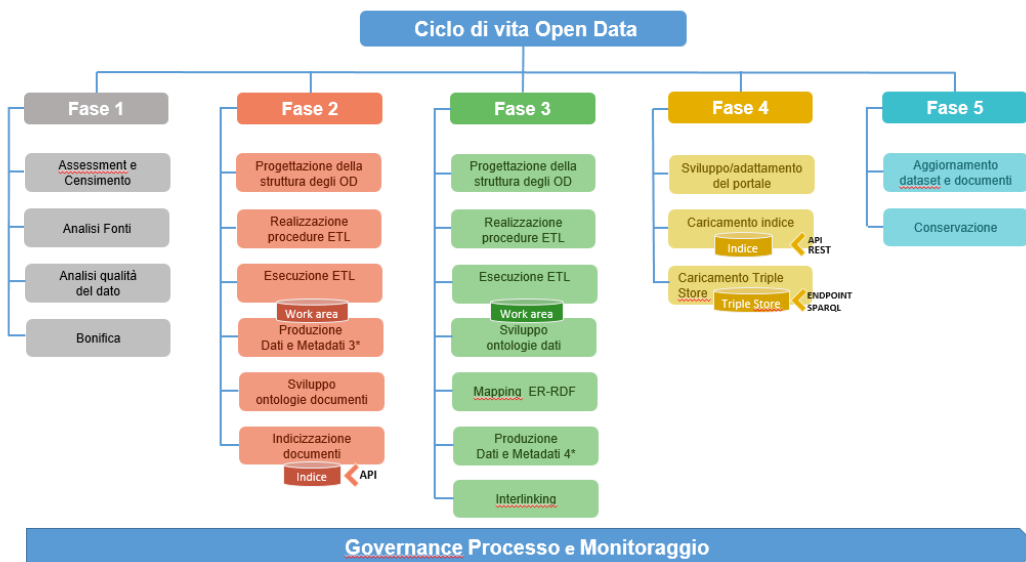 Ciclo di vita Open Data
Fase 1
Assessment e
Censimento
Analisi Fonti
Analisi qualità
del dato
Bonifica
Fase 2
Progettazione della
struttura degli OD
Realizzazione
procedure ETL
Esecuzione ETL
Work area
Produzione
Dati e Metadati 3*
Sviluppo
ontologie documenti
Indicizzazione
documenti
Indice
API
Fase 3
Progettazione della
struttura degli OD
Realizzazione
procedure ETL
Esecuzione ETL
Work area
Sviluppo
ontologie dati
Mapping ER-RDF
Produzione
Dati e Metadati 4*
Interlinking
Fase 4
Sviluppo/adattamento
del portale
Caricamento indice
Indice
API
REST
Caricamento Triple
Store
Triple Store
ENDPOINT
SPARQL
Fase 5
Aggiornamento
dataset e documenti
Conservazione
Governance Processo e Monitoraggio